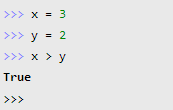 >>> x = 3
>>> y = 2
>>> x > y
True
>>>